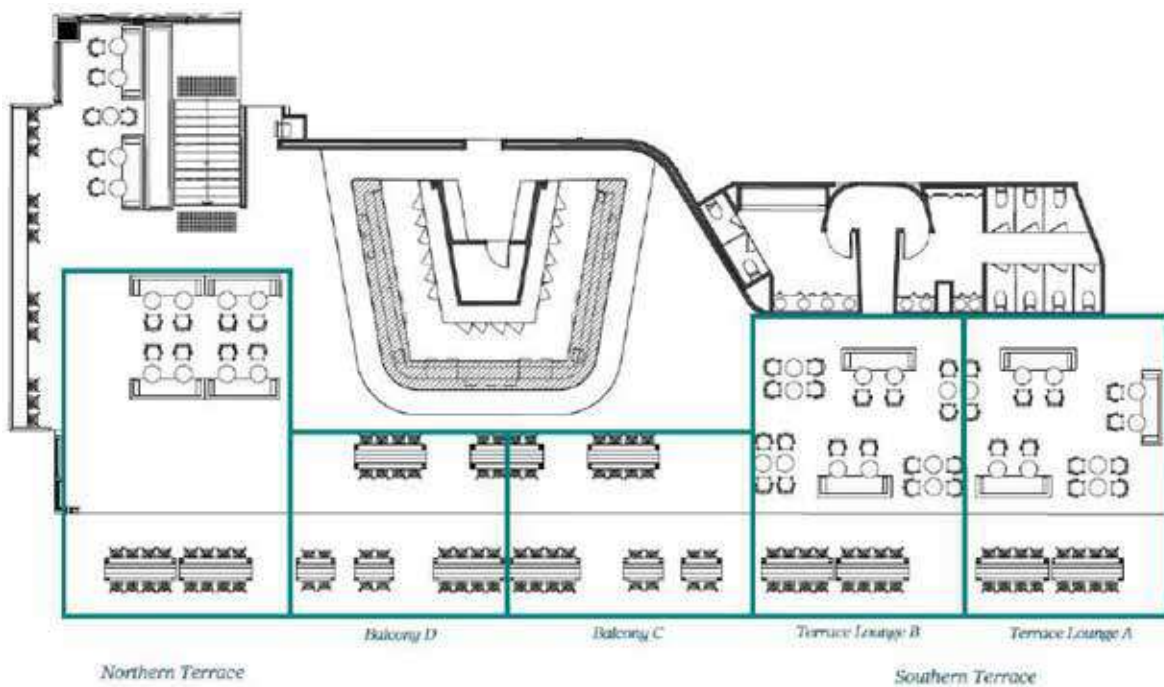 Balcony D
Balcony C
Terrace Lounge B
Terrace Lounge A
Northern Terrace
Southern Terrace